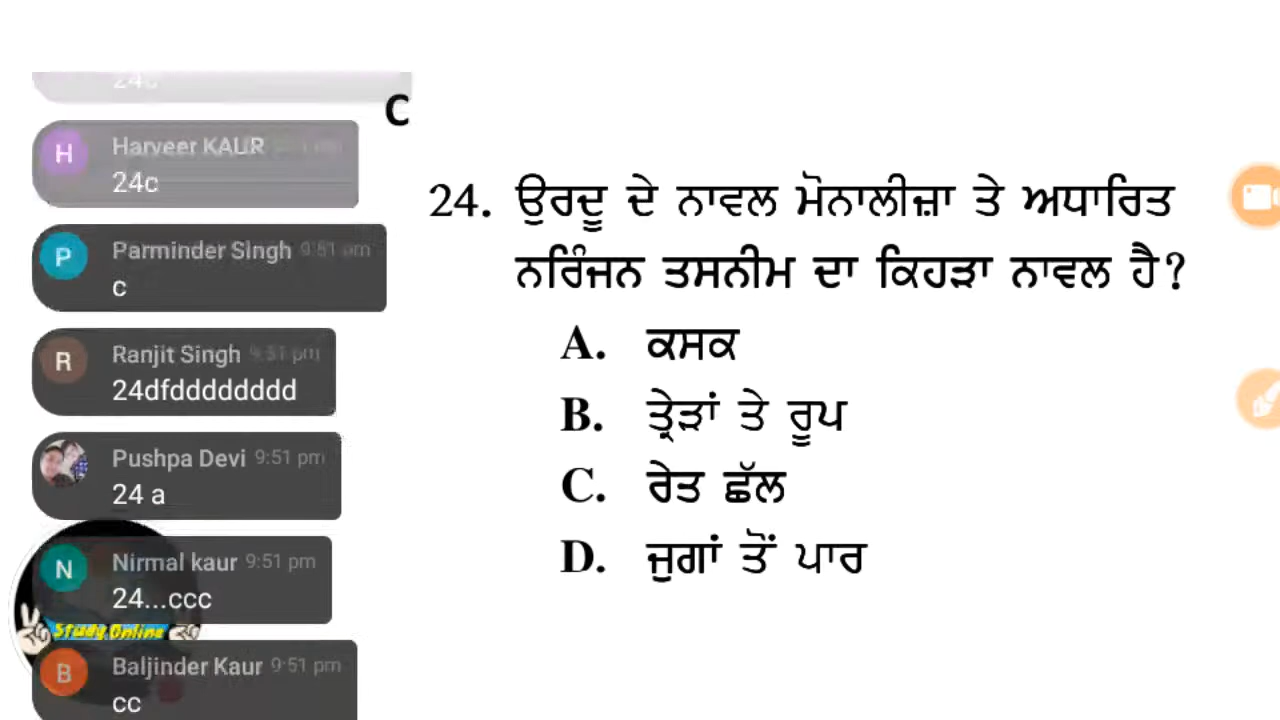 C
H
Harveer KAUR
24c
P
Parminder Singh 9:51 pm
c
R
Ranjit Singh 9:51 pm
24dfdddddddd
Pushpa Devi 9:51 pm
24 a
N
Nirmal kaur 9:51 pm
24...ccc
Study Online
B
Baljinder Kaur 9:51 pm
cc
24. ਉਰਦੂ ਦੇ ਨਾਵਲ ਮੋਨਾਲੀਜ਼ਾ ਤੇ ਅਧਾਰਿਤ
ਨਰਿੰਜਨ ਤਸਨੀਮ ਦਾ ਕਿਹੜਾ ਨਾਵਲ ਹੈ?
A. ਕਸਕ
B. ਤ੍ਰੇੜਾਂ ਤੇ ਰੂਪ
C. ਰੇਤ ਛੱਲ
D. ਜੁਗਾਂ ਤੋਂ ਪਾਰ